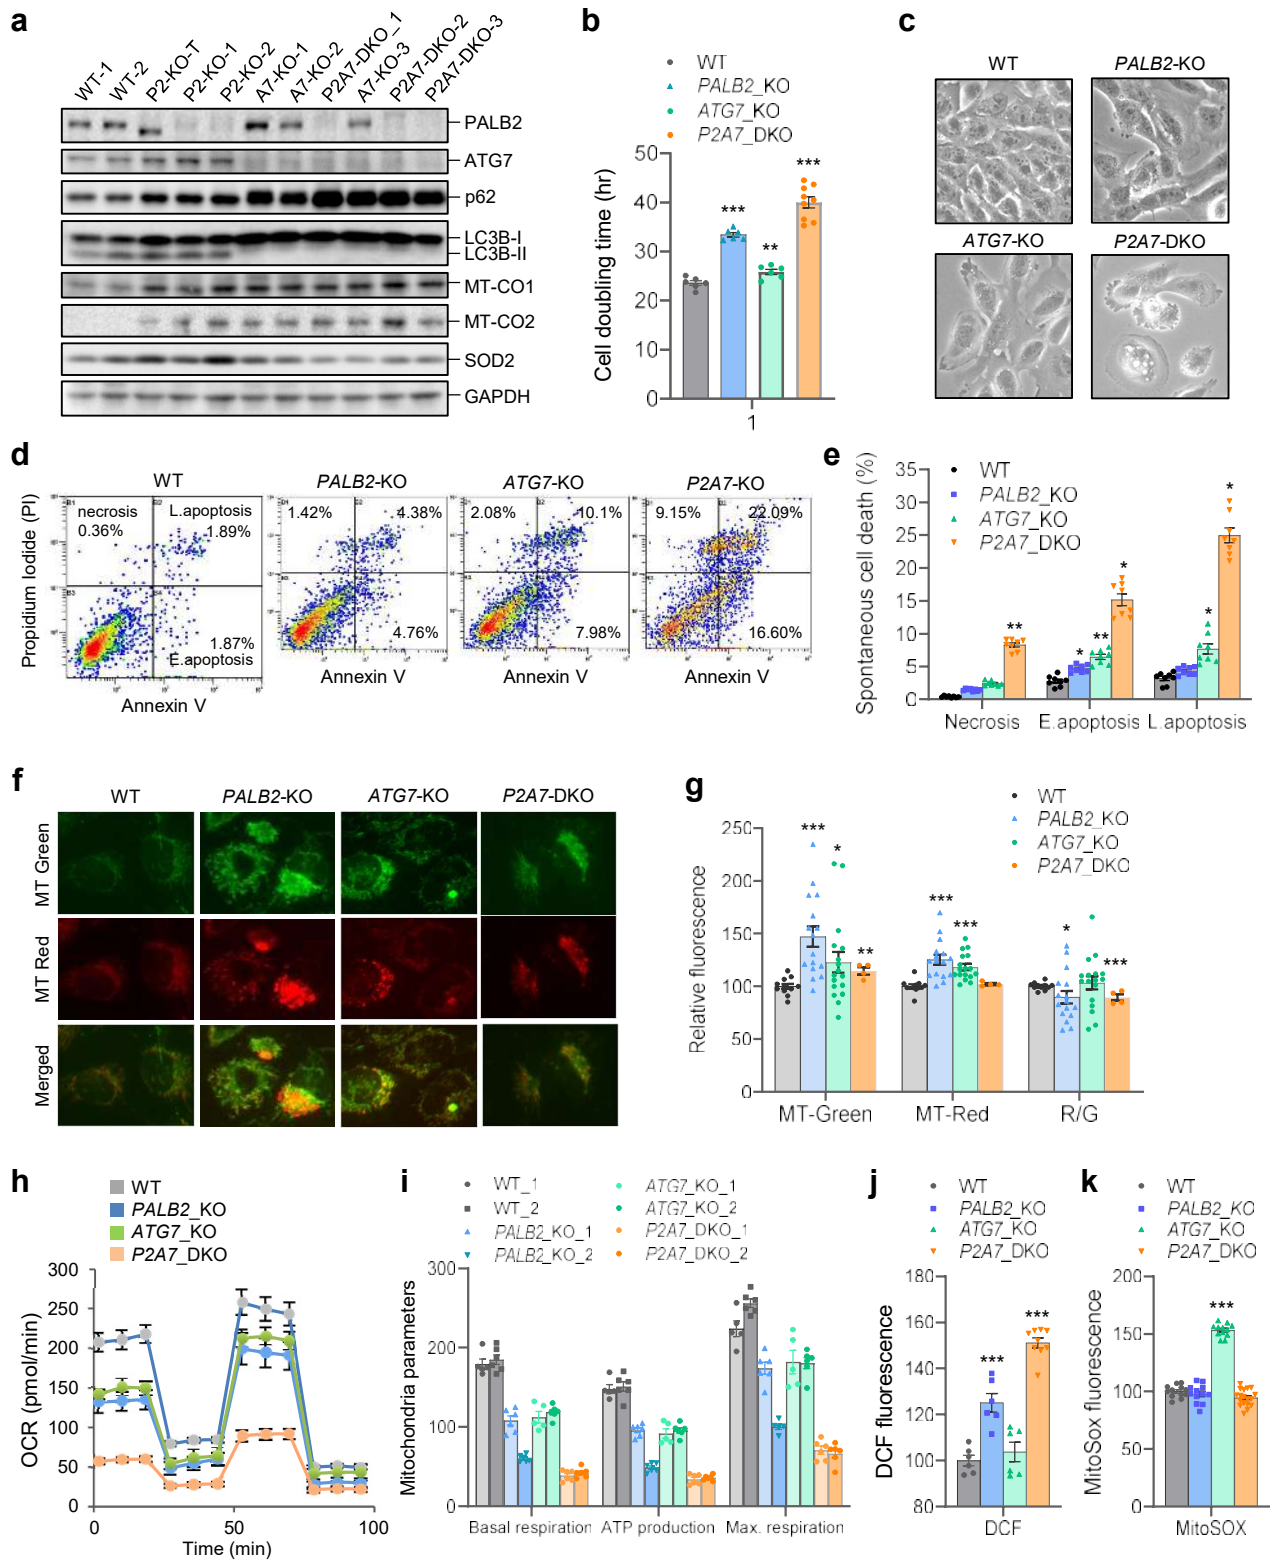 a
WT-1
WT-2
P2-KO-T
P2-KO-1
P2-KO-2
A7-KO-1
A7-KO-2
P2A7-DKO_1
A7-KO-3
P2A7-DKO-2
P2A7-DKO-3
PALB2
ATG7
p62
LC3B-I
LC3B-II
MT-CO1
MT-CO2
SOD2
GAPDH
b
WT
PALB2_KO
ATG7_KO
P2A7_DKO
Cell doubling time (hr)
50
40
30
20
10
0
***
**
***
1
c
WT
PALB2-KO
ATG7-KO
P2A7-DKO
d
WT
PALB2-KO
ATG7-KO
P2A7-KO
Propidium Iodide (PI)
necrosis
0.36%
L.apoptosis
1.89%
1.87%
E.apoptosis
1.42%
4.38%
4.76%
2.08%
10.1%
7.98%
9.15%
22.09%
16.60%
Annexin V
Annexin V
Annexin V
Annexin V
e
WT
PALB2_KO
ATG7_KO
P2A7_DKO
Spontaneous cell death (%)
35
30
25
20
15
10
5
0
**
*
**
*
*
*
Necrosis
E.apoptosis
L.apoptosis
f
WT
PALB2-KO
ATG7-KO
P2A7-DKO
MT Green
MT Red
Merged
g
WT
PALB2_KO
ATG7_KO
P2A7_DKO
Relative fluorescence
250
200
150
100
50
0
***
*
**
***
***
*
***
MT-Green
MT-Red
R/G
h
WT
PALB2_KO
ATG7_KO
P2A7_DKO
OCR (pmol/min)
300
250
200
150
100
50
0
0
50
100
Time (min)
i
WT_1
WT_2
PALB2_KO_1
PALB2_KO_2
ATG7_KO_1
ATG7_KO_2
P2A7_DKO_1
P2A7_DKO_2
Mitochondria parameters
300
200
100
0
Basal respiration
ATP production
Max. respiration
j
WT
PALB2_KO
ATG7_KO
P2A7_DKO
DCF fluorescence
180
160
140
120
100
80
***
***
DCF
k
WT
PALB2_KO
ATG7_KO
P2A7_DKO
MitoSox fluorescence
200
150
100
50
0
***
MitoSOX